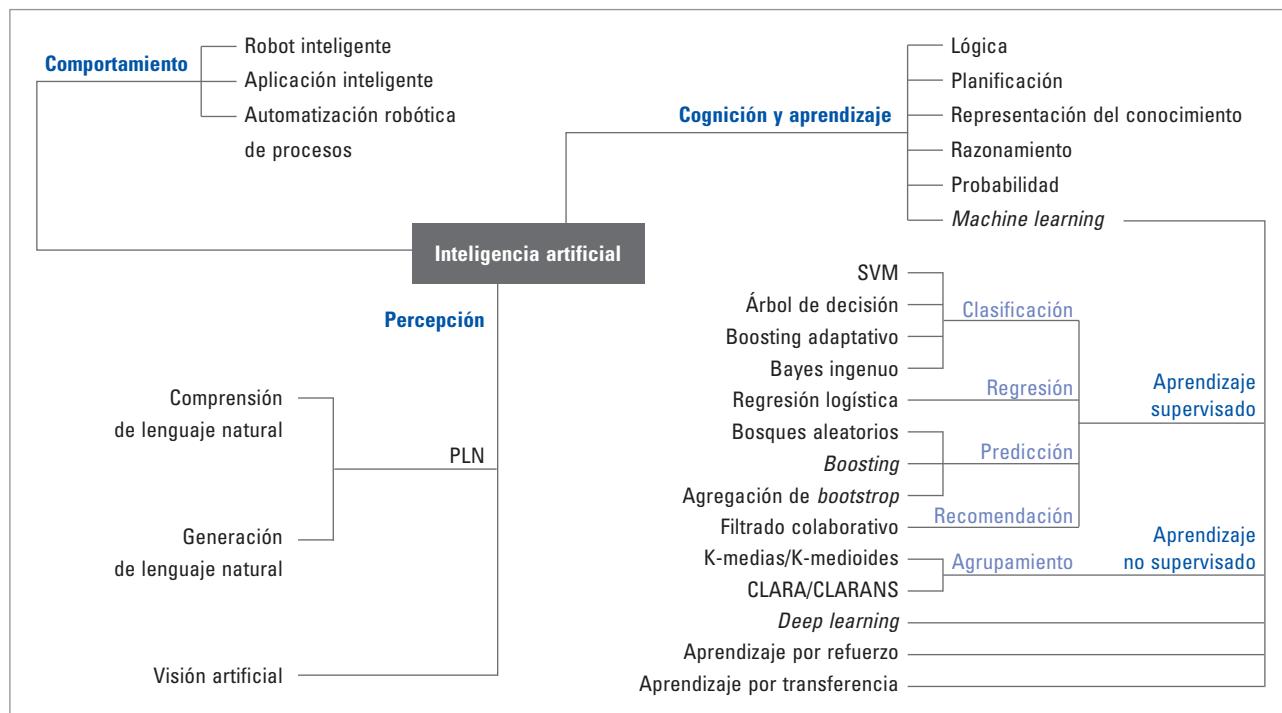 Comportamiento
Robot inteligente
Aplicación inteligente
Automatización robótica
de procesos
Cognición y aprendizaje
Lógica
Planificación
Representación del conocimiento
Razonamiento
Probabilidad
Machine learning
Inteligencia artificial
Percepción
Comprensión
de lenguaje natural
PLN
Generación
de lenguaje natural
Visión artificial
SVM
Árbol de decisión
Boosting adaptativo
Bayes ingenuo
Clasificación
Regresión logística
Regresión
Bosques aleatorios
Boosting
Agregación de bootstrop
Predicción
Filtrado colaborativo
Recomendación
Aprendizaje
supervisado
K-medias/K-medioides
CLARA/CLARANS
Agrupamiento
Aprendizaje
no supervisado
Deep learning
Aprendizaje por refuerzo
Aprendizaje por transferencia